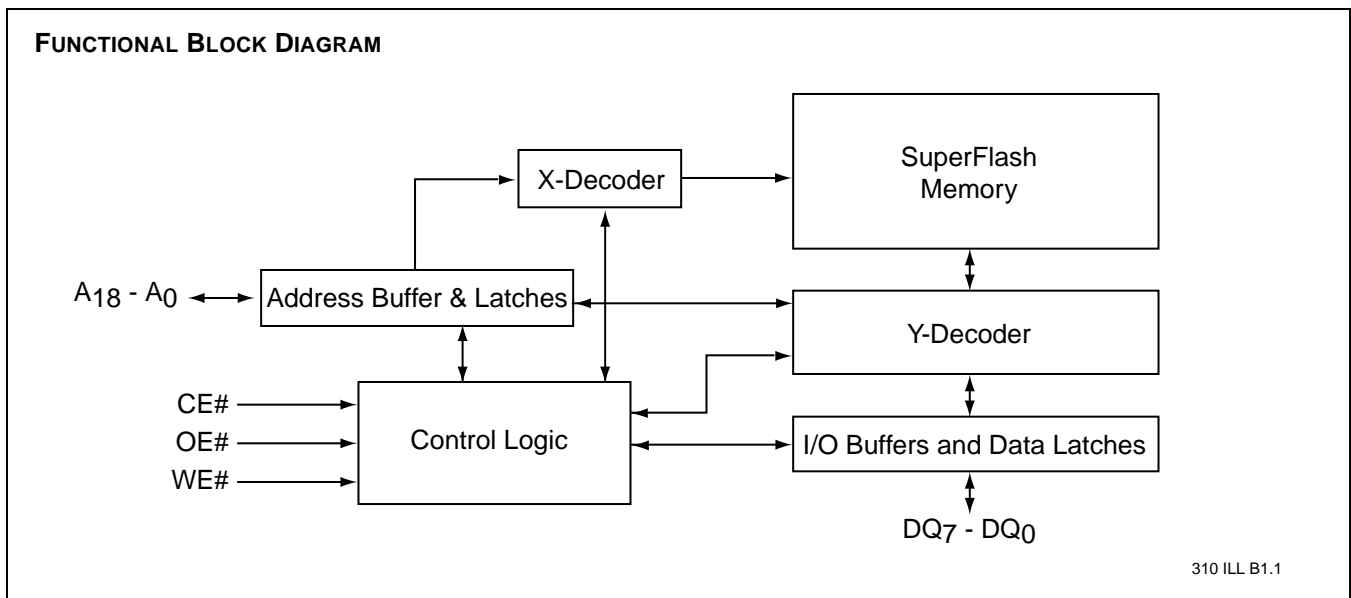 FUNCTIONAL BLOCK DIAGRAM
SuperFlash
Memory
X-Decoder
A18 - A0
Address Buffer & Latches
Y-Decoder
CE#
OE#
WE#
Control Logic
I/O Buffers and Data Latches
DQ7 - DQ0
310 ILL B1.1